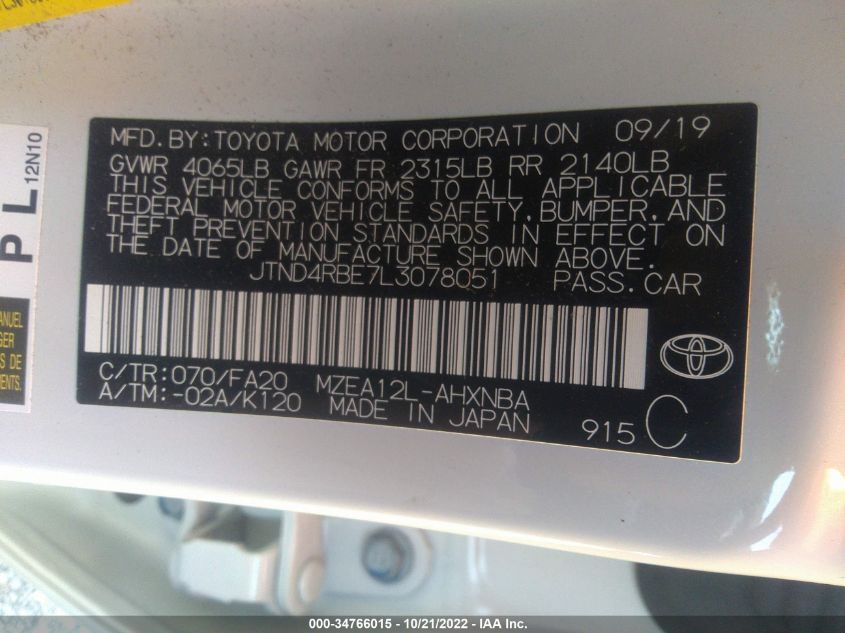 12N10
P L
MFD.BY:TOYOTA MOTOR CORPORATION 09/19
GVWR 4065LB GAWR FR 2315LB RR 2140LB
THIS VEHICLE CONFORMS TO ALL APPLICABLE
FEDERAL MOTOR VEHICLE SAFETY,BUMPER,AND
THEFT PREVENTION STANDARDS IN EFFECT ON
THE DATE OF MANUFACTURE SHOWN ABOVE.
JTND4RBE7L3078051 PASS.CAR
C/TR:070/FA20 MZEA12L-AHXNBA
A/TM:-02A/K120 MADE IN JAPAN
915 C
000-34766015 - 10/21/2022 - IAA Inc.